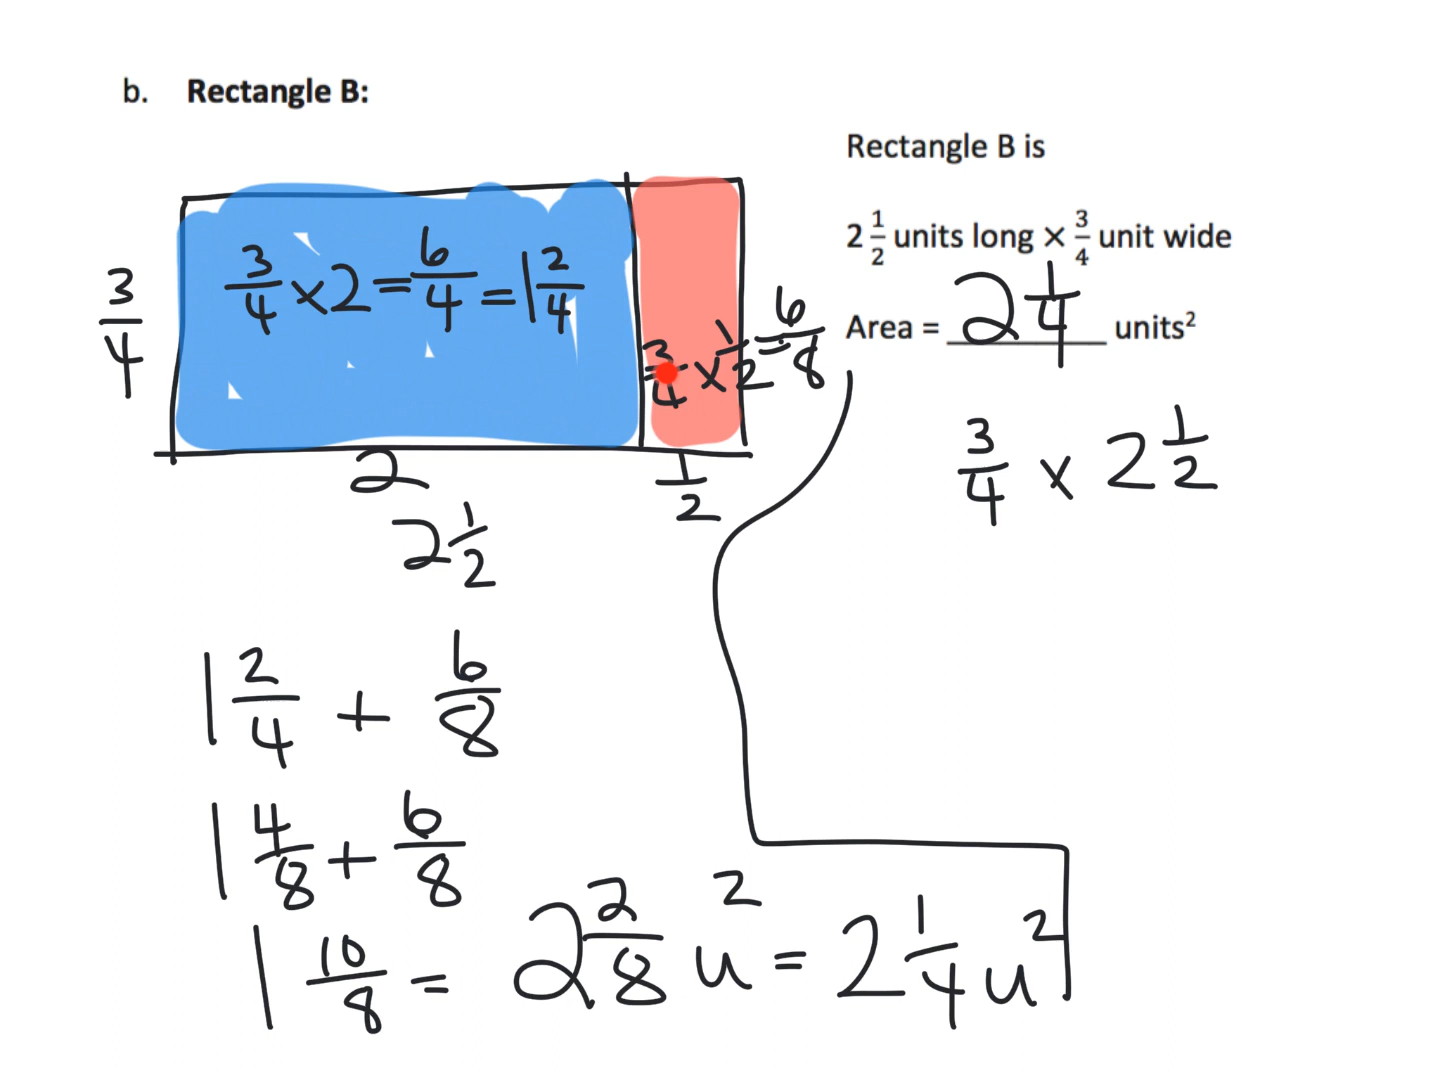 b. Rectangle B:
Rectangle B is
2 1/2 units long × 3/4 unit wide
Area = 2 1/4 units²
3/4
3/4 x 2 = 6/4 = 1 2/4
3/4 x 1/2 = 6/8
2
1/2
2 1/2
3/4 x 2 1/2
1 2/4 + 6/8
1 4/8 + 6/8
1 10/8 = 2 2/8 u² = 2 1/4 u²